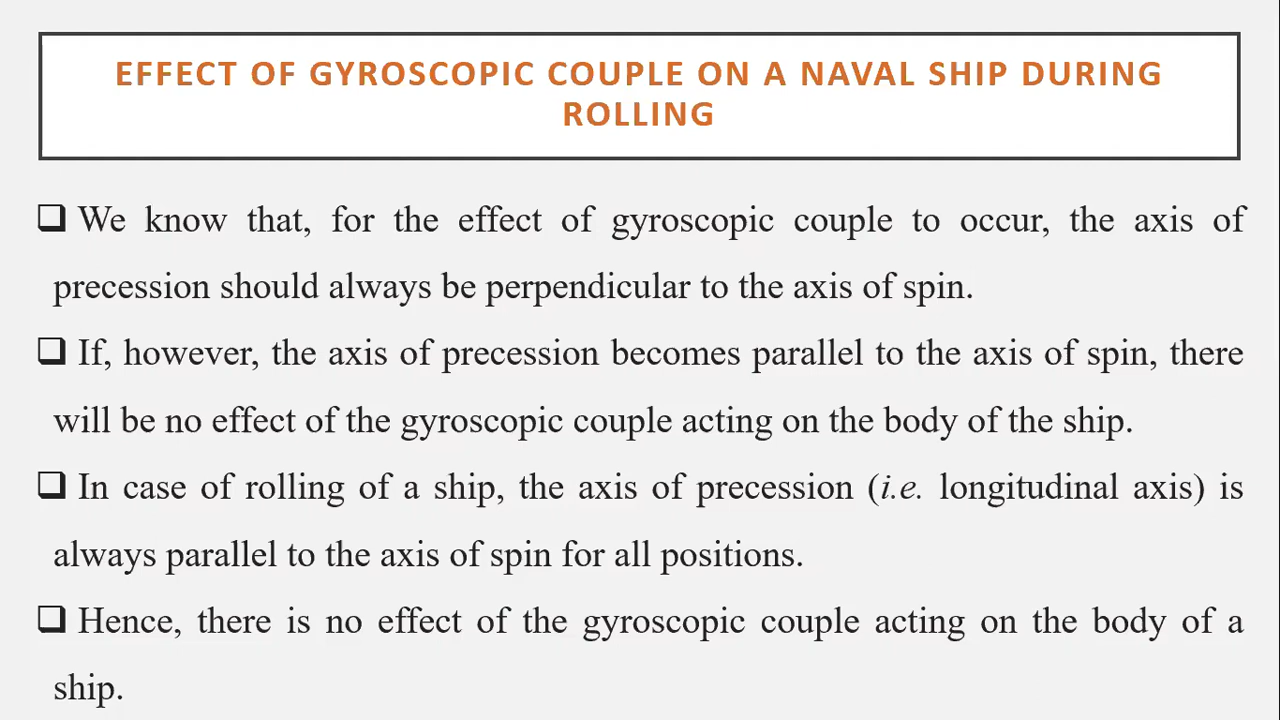 EFFECT OF GYROSCOPIC COUPLE ON A NAVAL SHIP DURING
ROLLING
❑ We know that, for the effect of gyroscopic couple to occur, the axis of
precession should always be perpendicular to the axis of spin.
❑ If, however, the axis of precession becomes parallel to the axis of spin, there
will be no effect of the gyroscopic couple acting on the body of the ship.
❑ In case of rolling of a ship, the axis of precession (i.e. longitudinal axis) is
always parallel to the axis of spin for all positions.
❑ Hence, there is no effect of the gyroscopic couple acting on the body of a
ship.